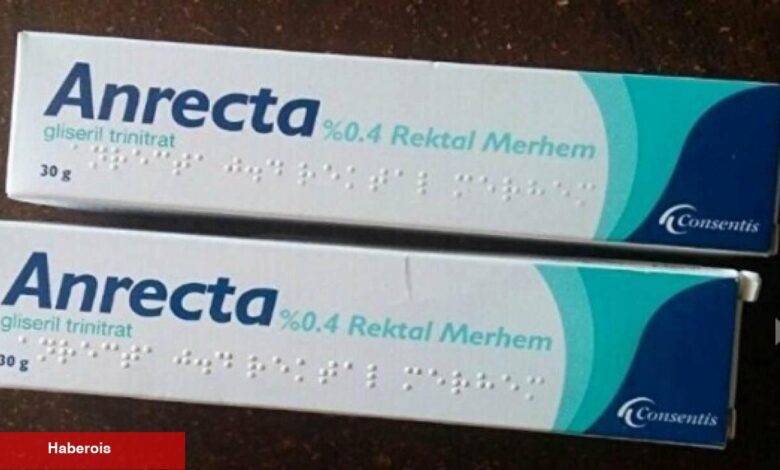 Anrecta
%0.4 Rektal Merhem
gliseril trinitrat
30 g
Consentis
Anrecta
%0.4 Rektal Merhem
gliseril trinitrat
30 g
Consentis
Haberois